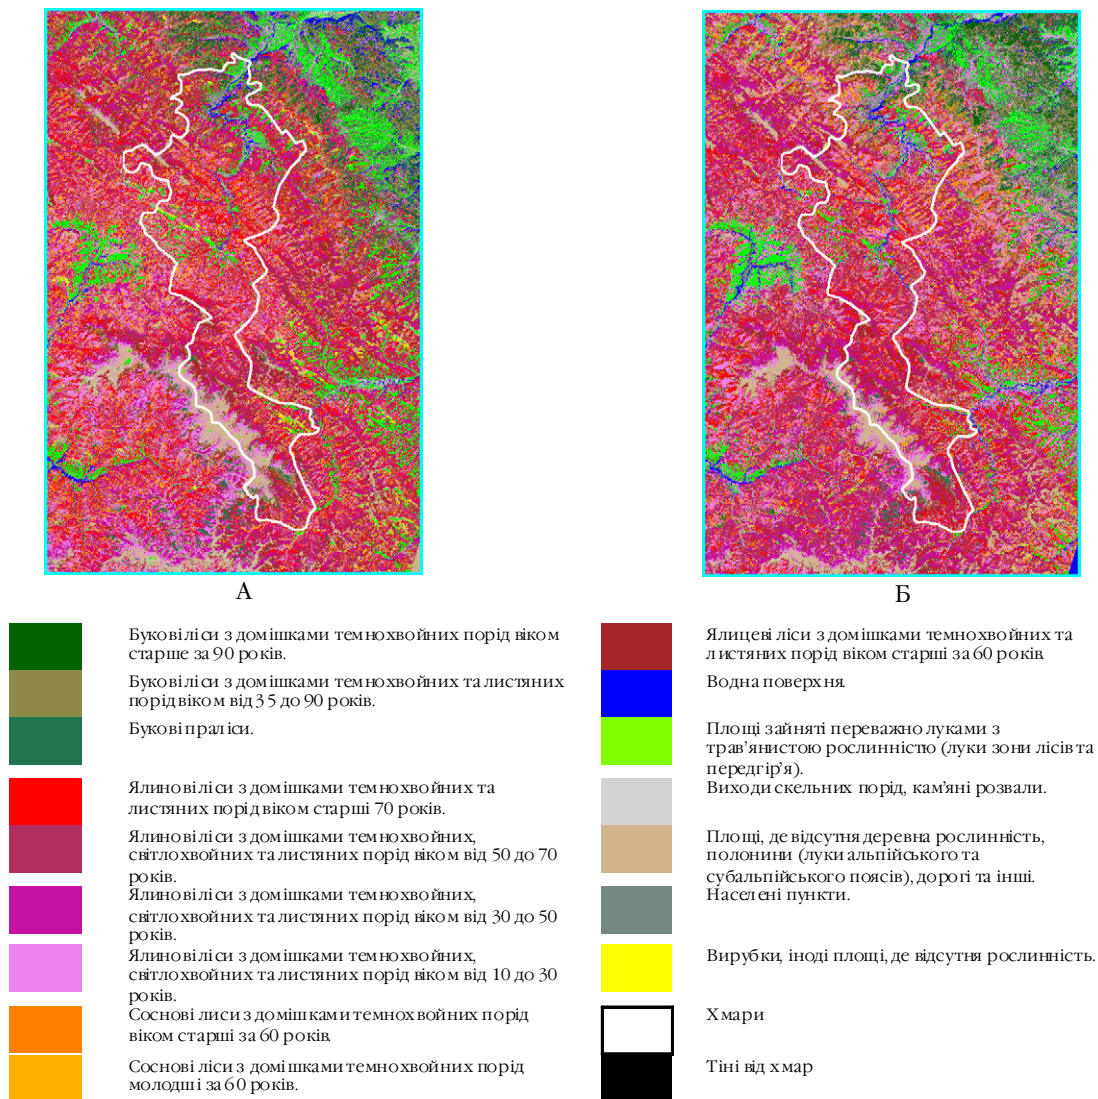 А
Б
Букові ліси з домішками темнохвойних порід віком
старше за 90 років.
Букові ліси з домішками темнохвойних та листяних
порід віком від 35 до 90 років.
Букові праліси.
Ялинові ліси з домішками темнохвойних та
листяних порід віком старші 70 років.
Ялинові ліси з домішками темнохвойних,
світлохвойних та листяних порід віком від 50 до 70
років.
Ялинові ліси з домішками темнохвойних,
світлохвойних та листяних порід віком від 30 до 50
років.
Ялинові ліси з домішками темнохвойних,
світлохвойних та листяних порід віком від 10 до 30
років.
Соснові лиси з домішками темнохвойних порід
віком старші за 60 років.
Соснові ліси з домішками темнохвойних порід
молодші за 60 років.
Ялицеві ліси з домішками темнохвойних та
листяних порід віком старші за 60 років.
Водна поверхня.
Площі зайняті переважно луками з
трав’янистою рослинністю (луки зони лісів та
передгір’я).
Виходи скельних порід, кам’яні розвали.
Площі, де відсутня деревна рослинність,
полонини (луки альпійського та
субальпійського поясів), дорогі та інші.
Населені пункти.
Вирубки, іноді площі, де відсутня рослинність.
Хмари
Тіні від хмар